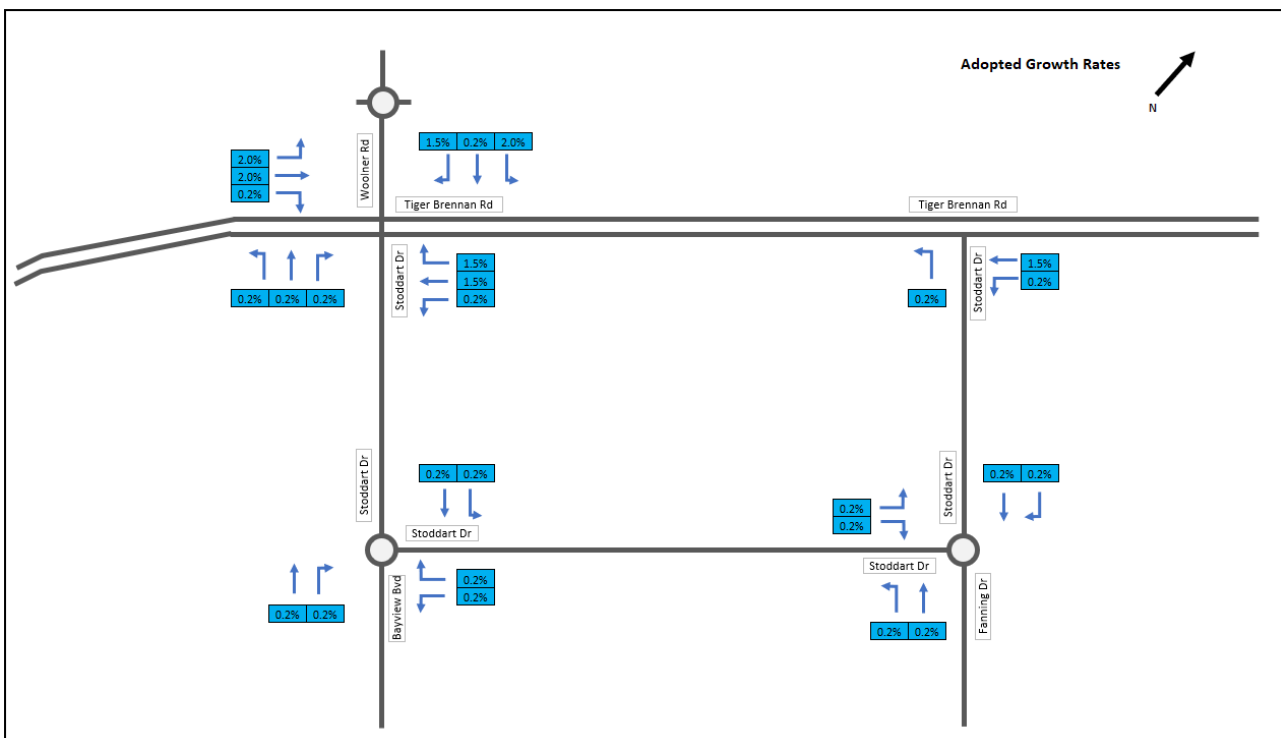 Adopted Growth Rates
N
Woolner Rd
1.5% 0.2% 2.0%
2.0%
2.0%
0.2%
Tiger Brennan Rd
Tiger Brennan Rd
0.2% 0.2% 0.2%
Stoddart Dr
1.5%
1.5%
0.2%
0.2%
Stoddart Dr
1.5%
0.2%
Stoddart Dr
0.2% 0.2%
Stoddart Dr
0.2%
0.2%
Stoddart Dr
0.2% 0.2%
Stoddart Dr
0.2% 0.2%
Bayview Bvd
0.2%
0.2%
0.2% 0.2%
Fanning Dr